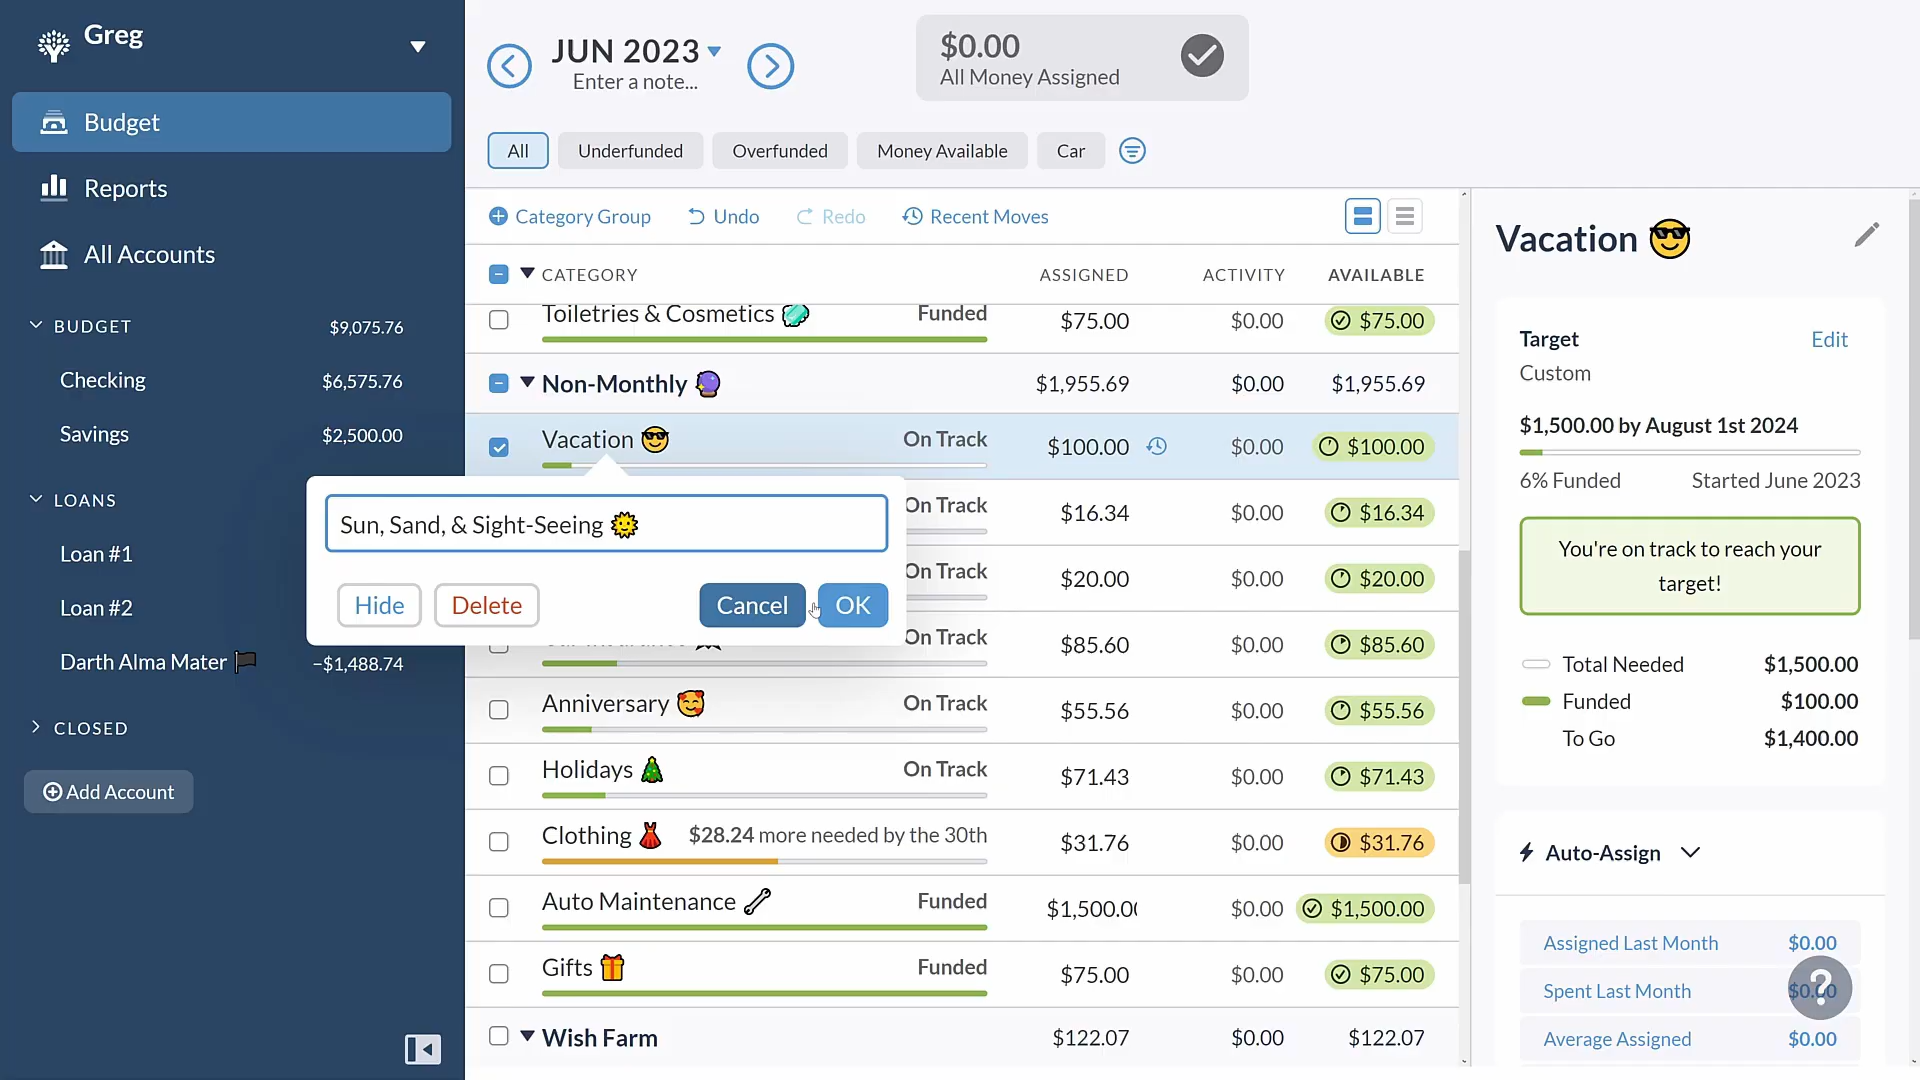 Greg
Budget
Reports
All Accounts
BUDGET $9,075.76
Checking $6,575.76
Savings $2,500.00
LOANS
Loan #1
Loan #2
Darth Alma Mater −$1,488.74
CLOSED
Add Account
JUN 2023
Enter a note...
$0.00
All Money Assigned
All Underfunded Overfunded Money Available Car
Category Group Undo Redo Recent Moves
CATEGORY ASSIGNED ACTIVITY AVAILABLE
Toiletries & Cosmetics Funded $75.00 $0.00 $75.00
Non-Monthly $1,955.69 $0.00 $1,955.69
Vacation On Track $100.00 $0.00 $100.00
On Track $16.34 $0.00 $16.34
On Track $20.00 $0.00 $20.00
On Track $85.60 $0.00 $85.60
Sun, Sand, & Sight-Seeing
Hide Delete Cancel OK
Anniversary On Track $55.56 $0.00 $55.56
Holidays On Track $71.43 $0.00 $71.43
Clothing $28.24 more needed by the 30th $31.76 $0.00 $31.76
Auto Maintenance Funded $1,500.0 $0.00 $1,500.00
Gifts Funded $75.00 $0.00 $75.00
Wish Farm $122.07 $0.00 $122.07
Vacation
Target Edit
Custom
$1,500.00 by August 1st 2024
6% Funded Started June 2023
You're on track to reach your
target!
Total Needed $1,500.00
Funded $100.00
To Go $1,400.00
Auto-Assign
Assigned Last Month $0.00
Spent Last Month
?
Average Assigned $0.00